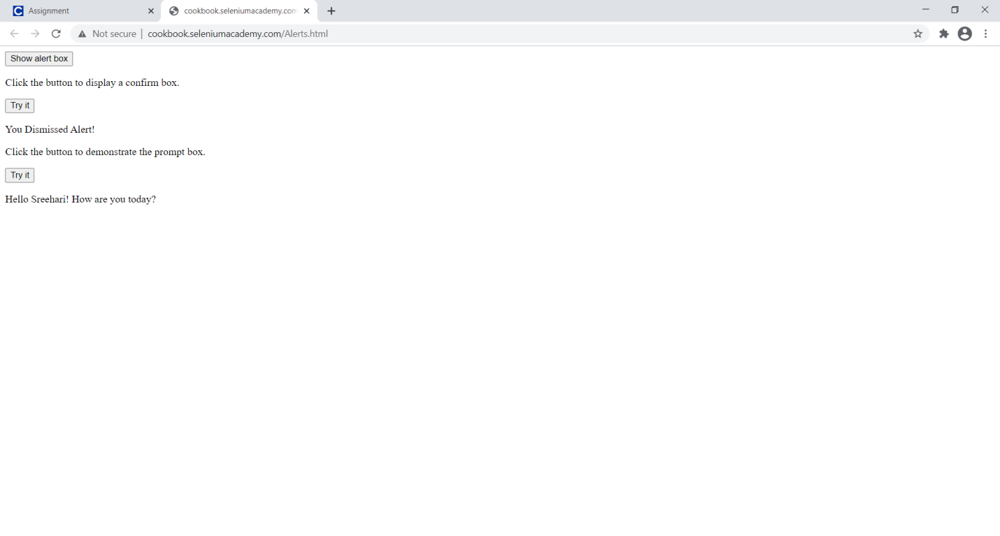 Assignment
cookbook.seleniumacademy.com
Not secure | cookbook.seleniumacademy.com/Alerts.html
Show alert box
Click the button to display a confirm box.
Try it
You Dismissed Alert!
Click the button to demonstrate the prompt box.
Try it
Hello Sreehari! How are you today?